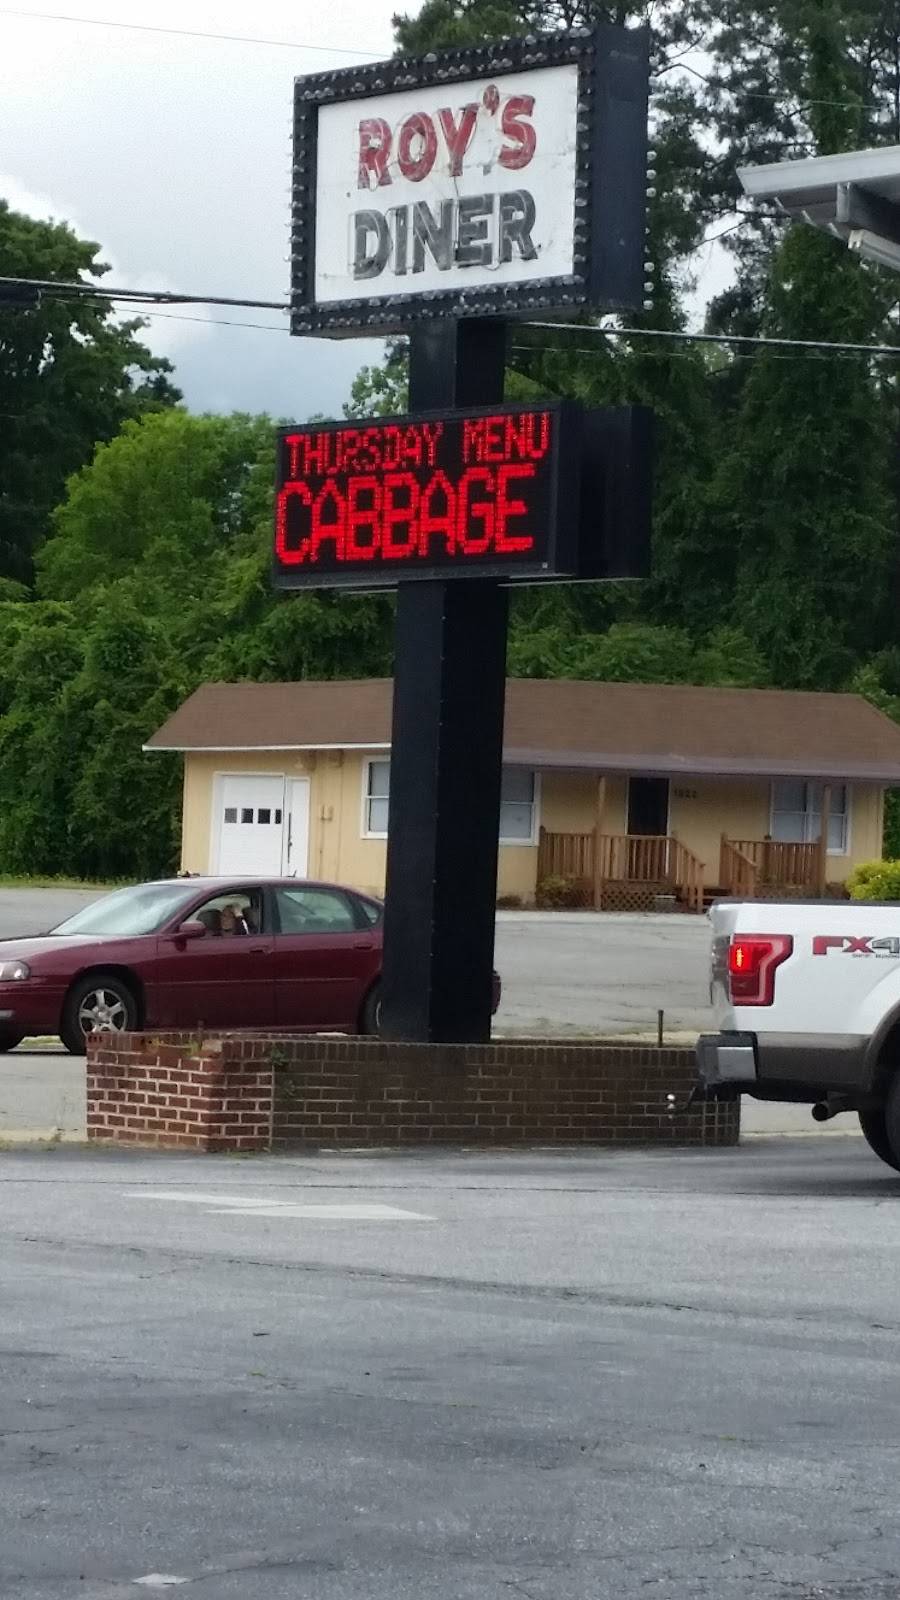 ROY'S
DINER
THURSDAY MENU
CABBAGE
FX4